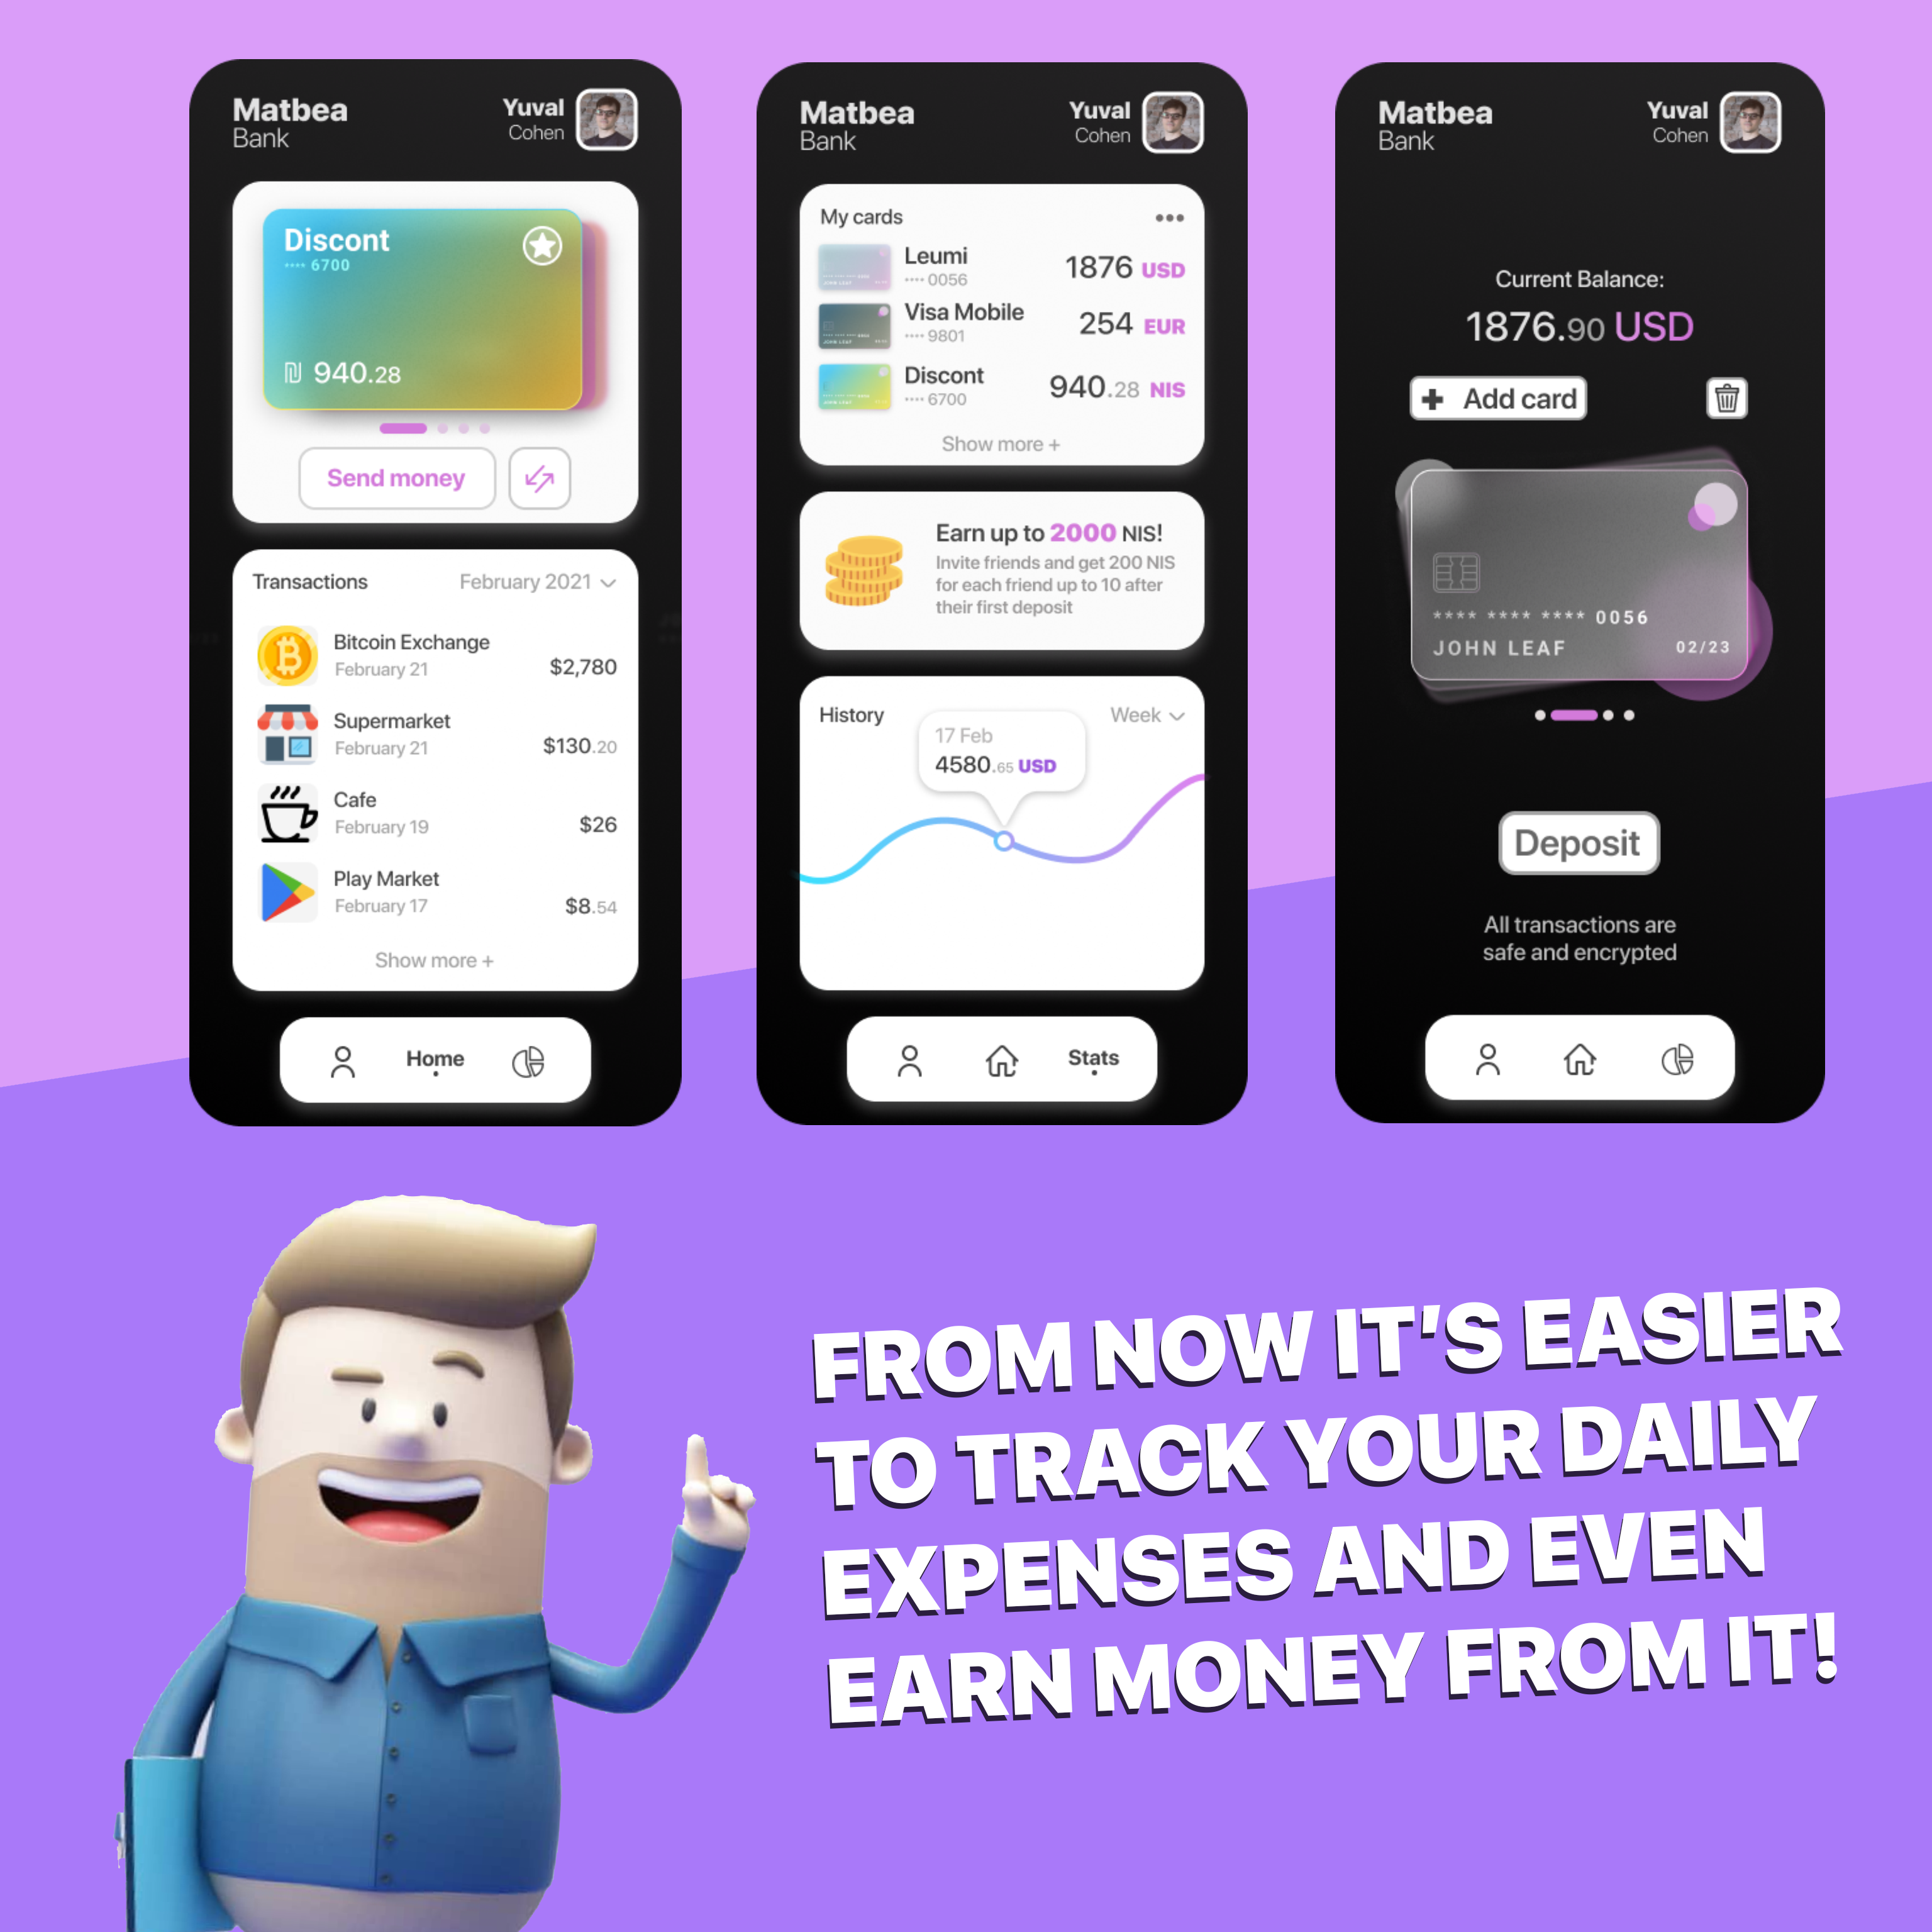 Matbea
Bank
Yuval
Cohen
Discont
**** 6700
₪ 940.28
Send money
Transactions
February 2021
Bitcoin Exchange
February 21
$2,780
Supermarket
February 21
$130.20
Cafe
February 19
$26
Play Market
February 17
$8.54
Show more +
Home
Matbea
Bank
Yuval
Cohen
My cards
Leumi
**** 0056
1876 USD
Visa Mobile
**** 9801
254 EUR
Discont
**** 6700
940.28 NIS
Show more +
Earn up to 2000 NIS!
Invite friends and get 200 NIS
for each friend up to 10 after
their first deposit
History
Week
17 Feb
4580.65 USD
Stats
Matbea
Bank
Yuval
Cohen
Current Balance:
1876.90 USD
+ Add card
**** **** **** 0056
JOHN LEAF 02/23
Deposit
All transactions are
safe and encrypted
FROM NOW IT'S EASIER
TO TRACK YOUR DAILY
EXPENSES AND EVEN
EARN MONEY FROM IT!